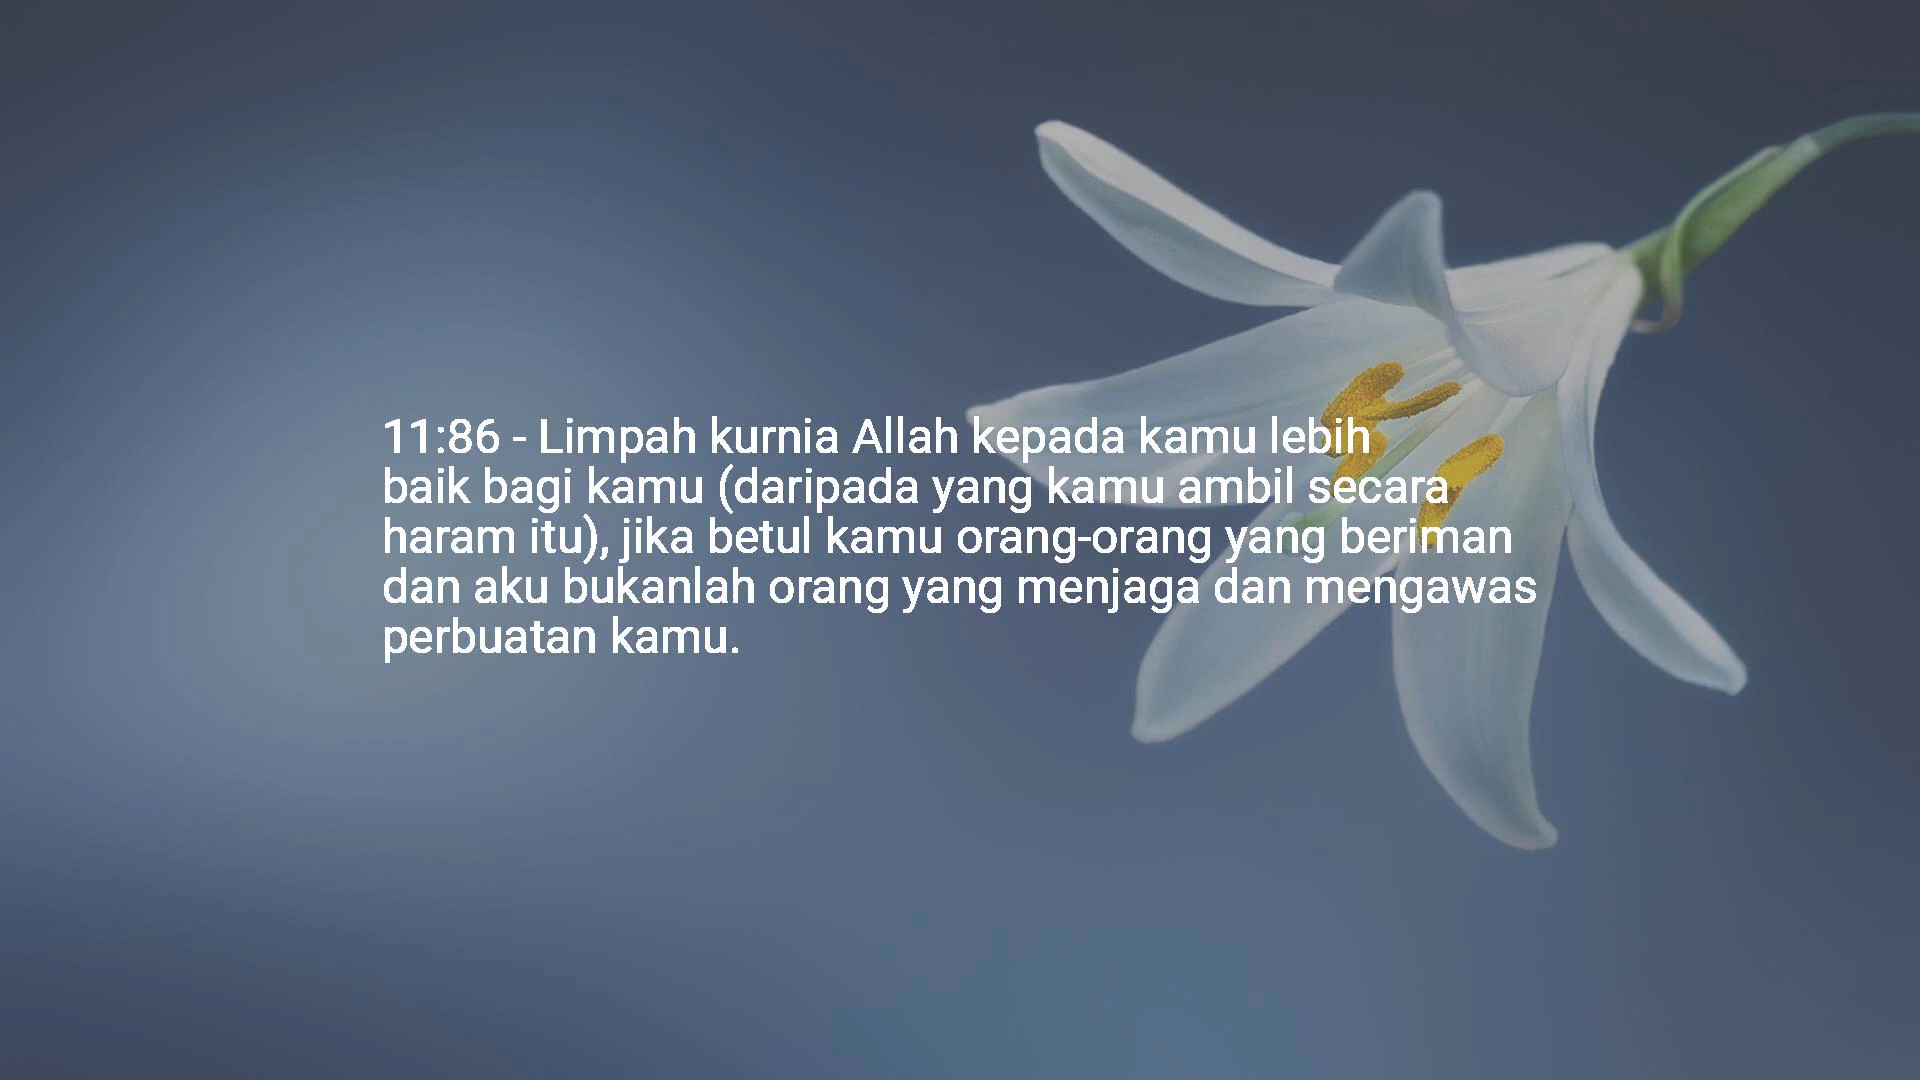 11:86 - Limpah kurnia Allah kepada kamu lebih
baik bagi kamu (daripada yang kamu ambil secara
haram itu), jika betul kamu orang-orang yang beriman
dan aku bukanlah orang yang menjaga dan mengawas
perbuatan kamu.